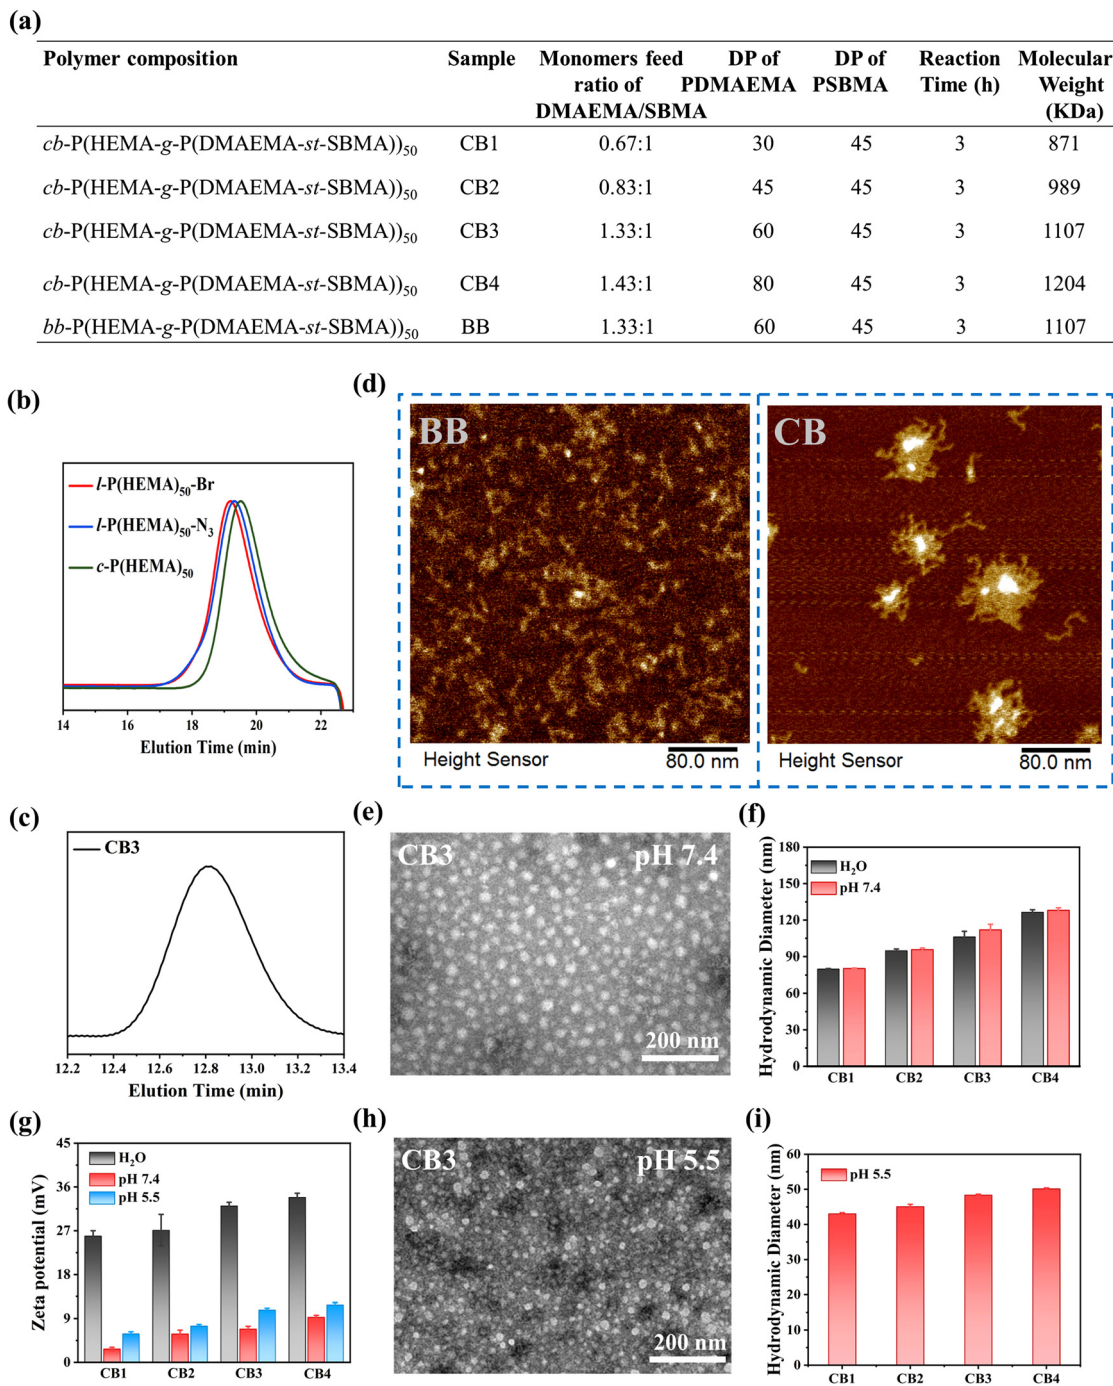 (a)
Polymer composition Sample Monomers feed DP of DP of Reaction Molecular
ratio of PDMAEMA PSBMA Time (h) Weight
DMAEMA/SBMA (KDa)
cb-P(HEMA-g-P(DMAEMA-st-SBMA))50 CB1 0.67:1 30 45 3 871
cb-P(HEMA-g-P(DMAEMA-st-SBMA))50 CB2 0.83:1 45 45 3 989
cb-P(HEMA-g-P(DMAEMA-st-SBMA))50 CB3 1.33:1 60 45 3 1107
cb-P(HEMA-g-P(DMAEMA-st-SBMA))50 CB4 1.43:1 80 45 3 1204
bb-P(HEMA-g-P(DMAEMA-st-SBMA))50 BB 1.33:1 60 45 3 1107
(b)
l-P(HEMA)50-Br
l-P(HEMA)50-N3
c-P(HEMA)50
14 16 18 20 22
Elution Time (min)
(d)
BB
Height Sensor 80.0 nm
CB
Height Sensor 80.0 nm
(c)
CB3
12.2 12.4 12.6 12.8 13.0 13.2 13.4
Elution Time (min)
(e)
CB3 pH 7.4
200 nm
(f)
Hydrodynamic Diameter (nm)
180
150
120
90
60
30
0
H2O
pH 7.4
CB1 CB2 CB3 CB4
(g)
Zeta potential (mV)
45
36
27
18
9
0
H2O
pH 7.4
pH 5.5
CB1 CB2 CB3 CB4
(h)
CB3 pH 5.5
200 nm
(i)
Hydrodynamic Diameter (nm)
60
50
40
30
20
10
0
pH 5.5
CB1 CB2 CB3 CB4